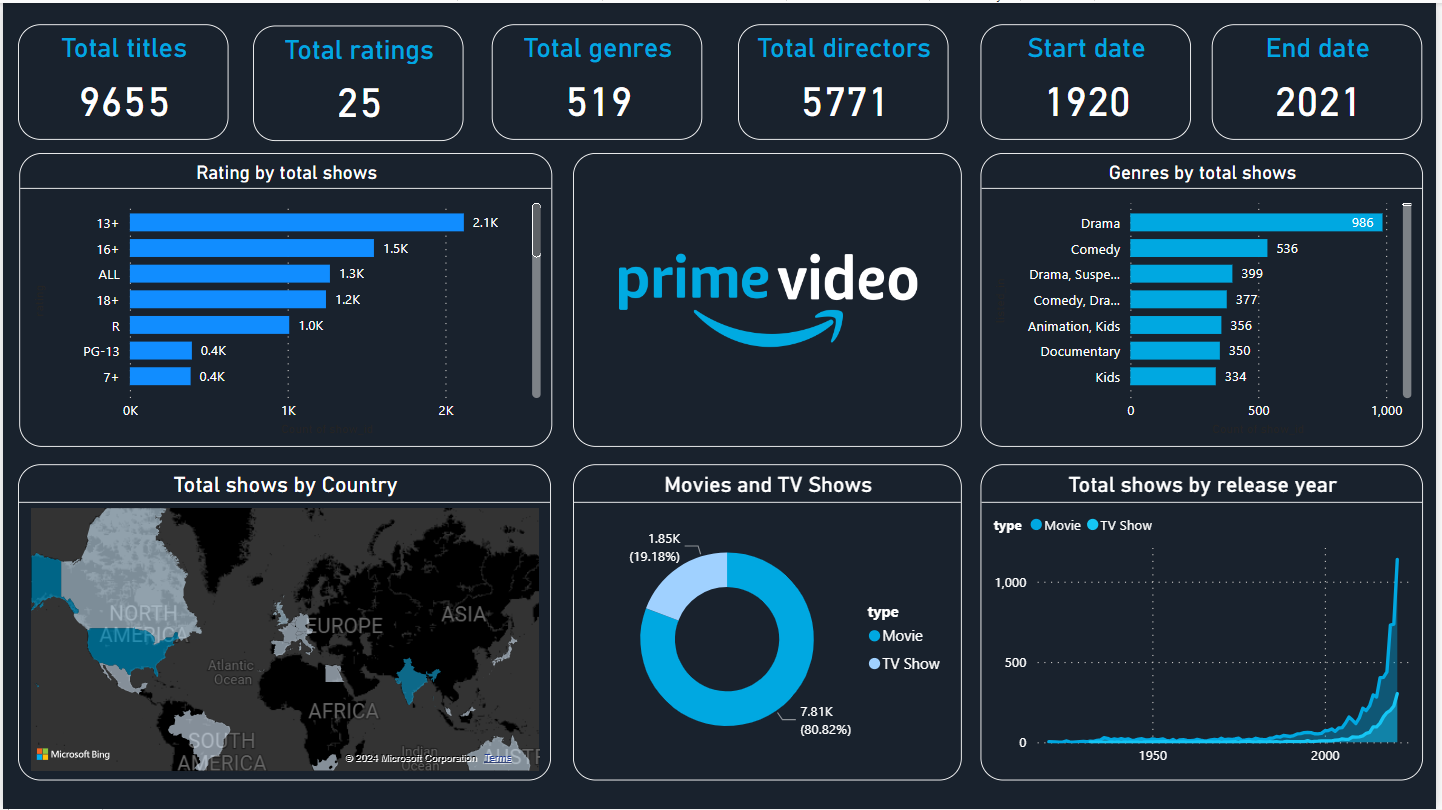 Total titles
9655
Total ratings
25
Total genres
519
Total directors
5771
Start date
1920
End date
2021
Rating by total shows
13+ 2.1K
16+ 1.5K
ALL 1.3K
18+ 1.2K
R 1.0K
PG-13 0.4K
7+ 0.4K
0K 1K 2K
prime video
Genres by total shows
Drama 986
Comedy 536
Drama, Suspe... 399
Comedy, Dra... 377
Animation, Kids 356
Documentary 350
Kids 334
0 500 1,000
Total shows by Country
NORTH
AMERICA
EUROPE
ASIA
Atlantic
Ocean
AFRICA
SOUTH
AMERICA
Indian
Ocean
AUSTR
Microsoft Bing
© 2024 Microsoft Corporation Terms
Movies and TV Shows
1.85K
(19.18%)
type
Movie
TV Show
7.81K
(80.82%)
Total shows by release year
type Movie TV Show
1,000
500
0
1950 2000